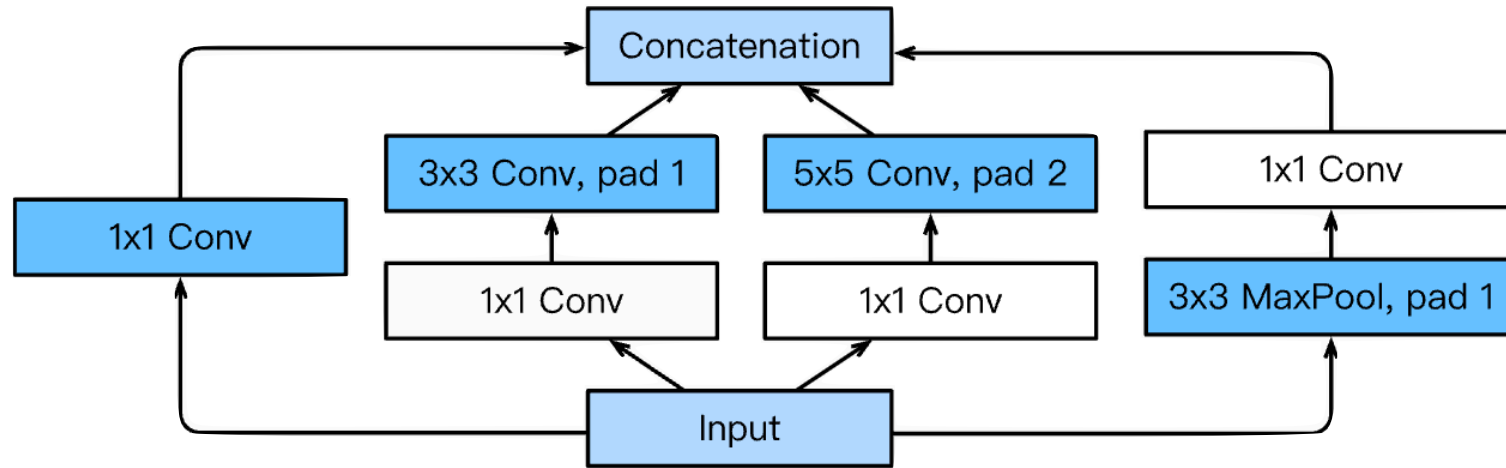 Concatenation
3x3 Conv, pad 1
5x5 Conv, pad 2
1x1 Conv
1x1 Conv
1x1 Conv
1x1 Conv
3x3 MaxPool, pad 1
Input